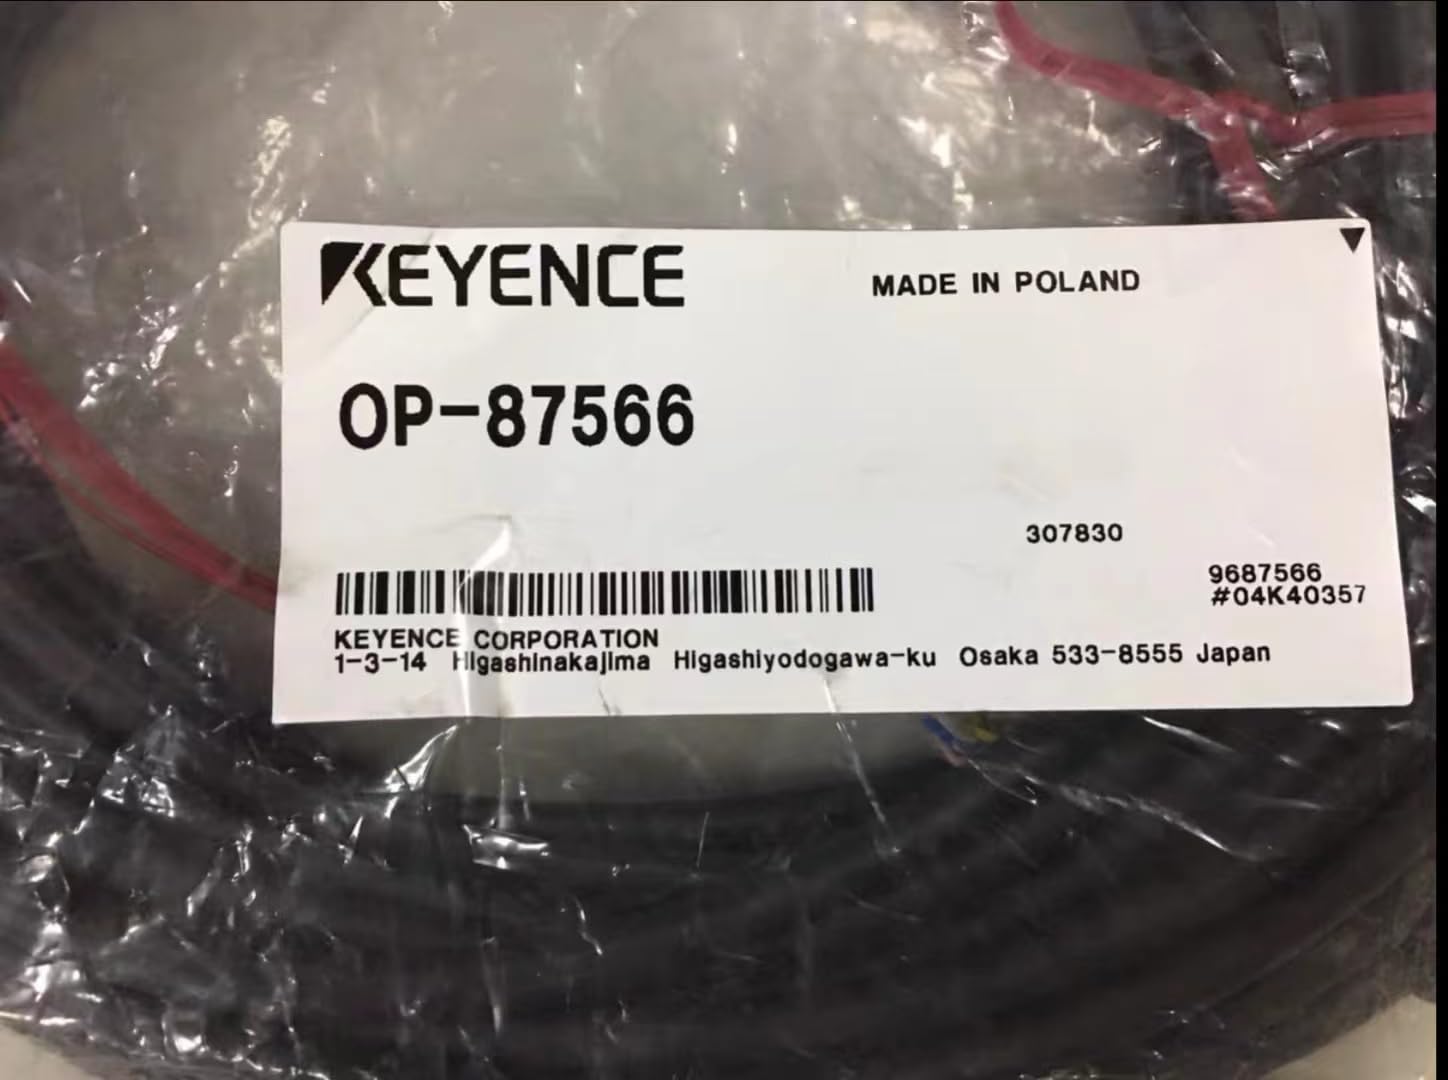 KEYENCE
MADE IN POLAND
OP-87566
307830
9687566
#04K40357
KEYENCE CORPORATION
1-3-14 Higashinakajima Higashiyodogawa-ku Osaka 533-8555 Japan